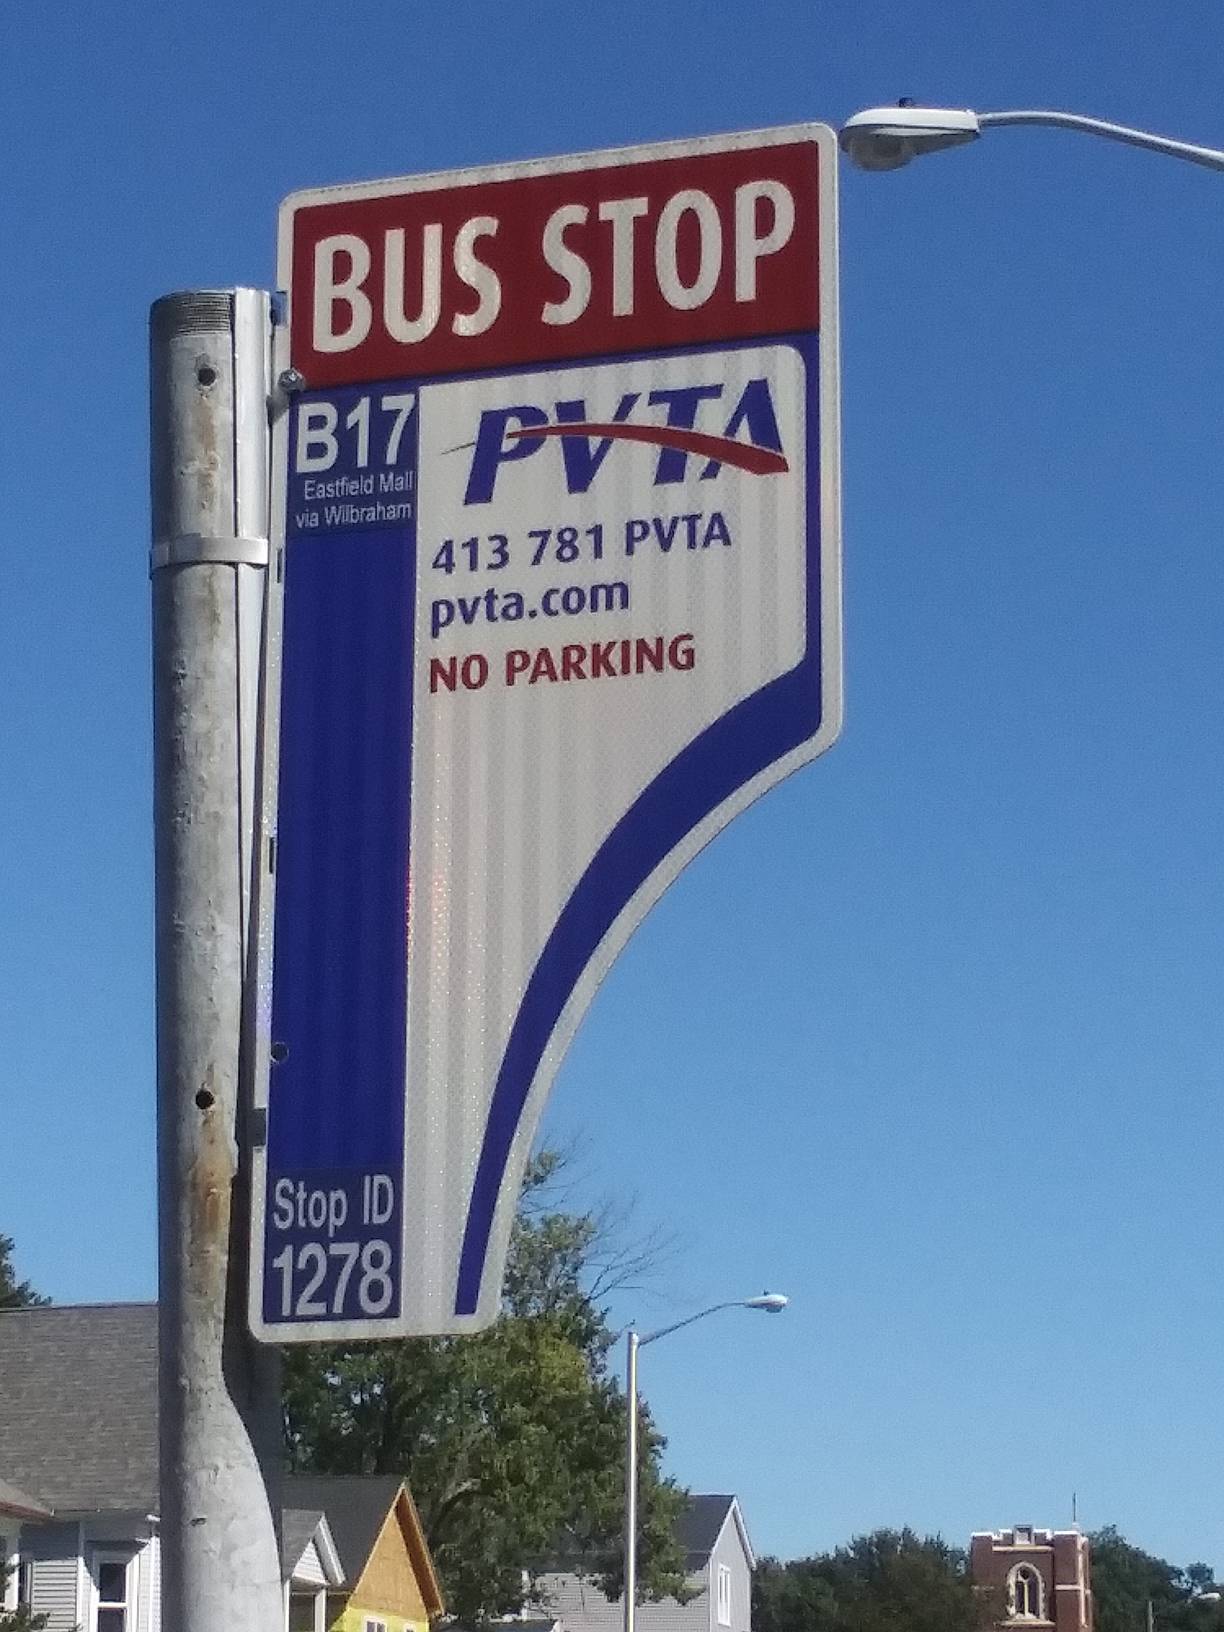 BUS STOP
B17
Eastfield Mall
via Wilbraham
PVTA
413 781 PVTA
pvta.com
NO PARKING
Stop ID
1278